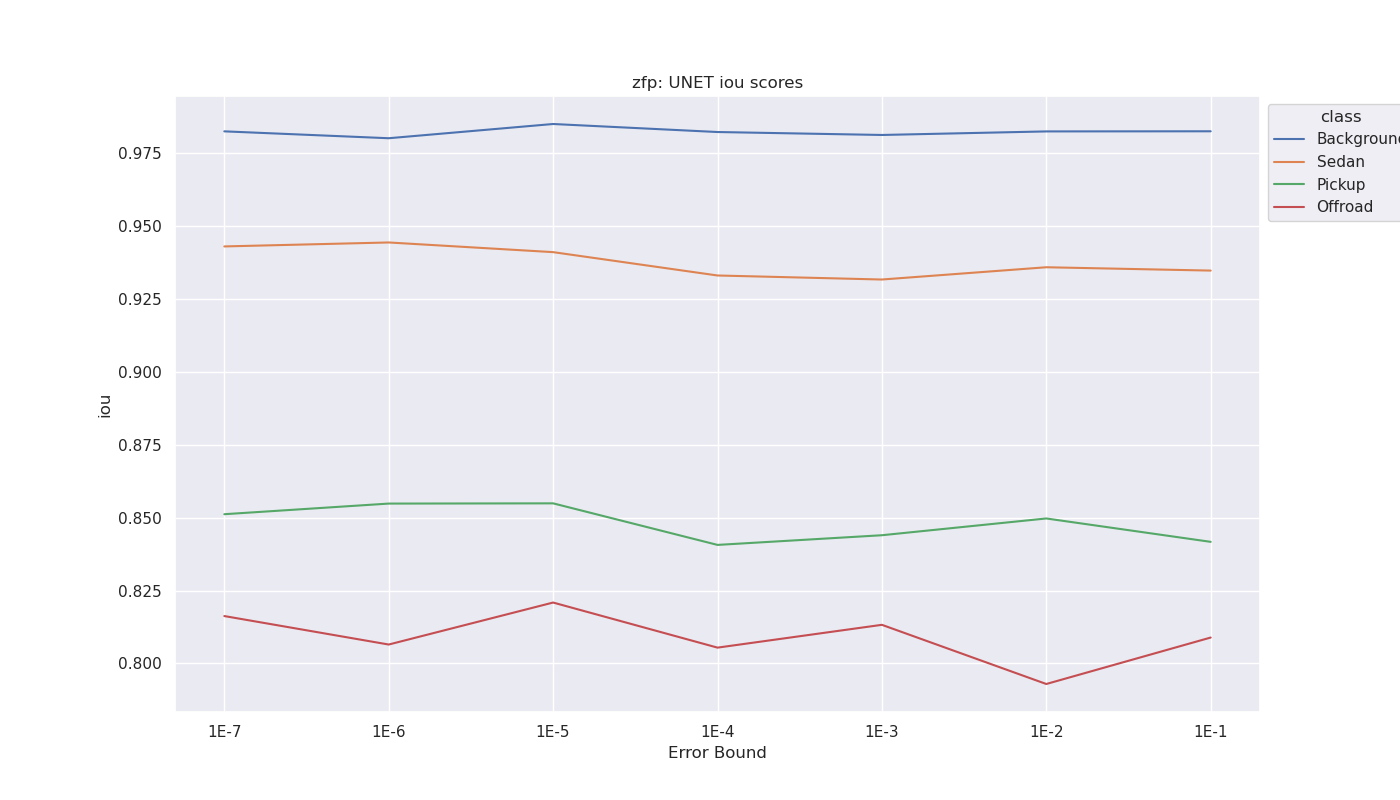 zfp: UNET iou scores
class
Background
Sedan
Pickup
Offroad
iou
0.975
0.950
0.925
0.900
0.875
0.850
0.825
0.800
1E-7
1E-6
1E-5
1E-4
1E-3
1E-2
1E-1
Error Bound